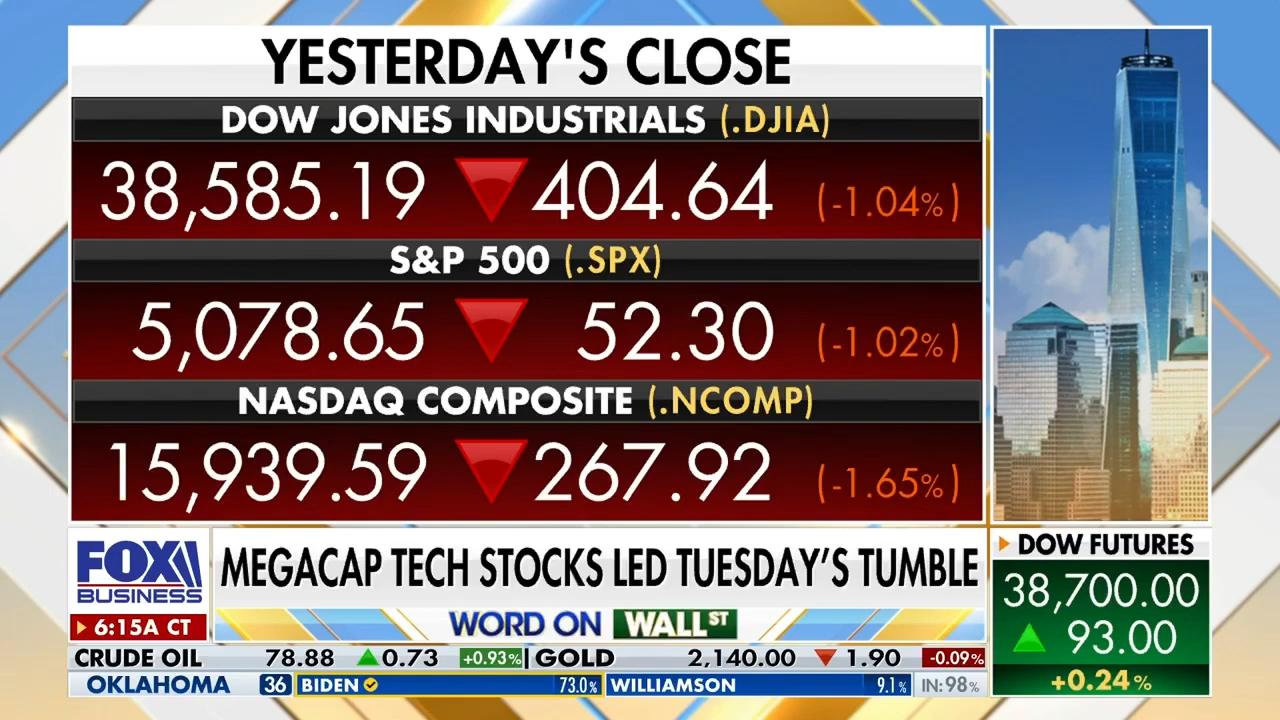 YESTERDAY'S CLOSE
DOW JONES INDUSTRIALS (.DJIA)
38,585.19 ▼ 404.64 (-1.04%)
S&P 500 (.SPX)
5,078.65 ▼ 52.30 (-1.02%)
NASDAQ COMPOSITE (.NCOMP)
15,939.59 ▼ 267.92 (-1.65%)
FOX
BUSINESS
6:15A CT
MEGACAP TECH STOCKS LED TUESDAY'S TUMBLE
WORD ON WALL ST
DOW FUTURES
38,700.00
▲ 93.00
+0.24%
CRUDE OIL 78.88 ▲0.73 +0.93% GOLD 2,140.00 ▼ 1.90 -0.09%
OKLAHOMA 36 BIDEN ✓ 73.0% WILLIAMSON 9.1% IN:98%